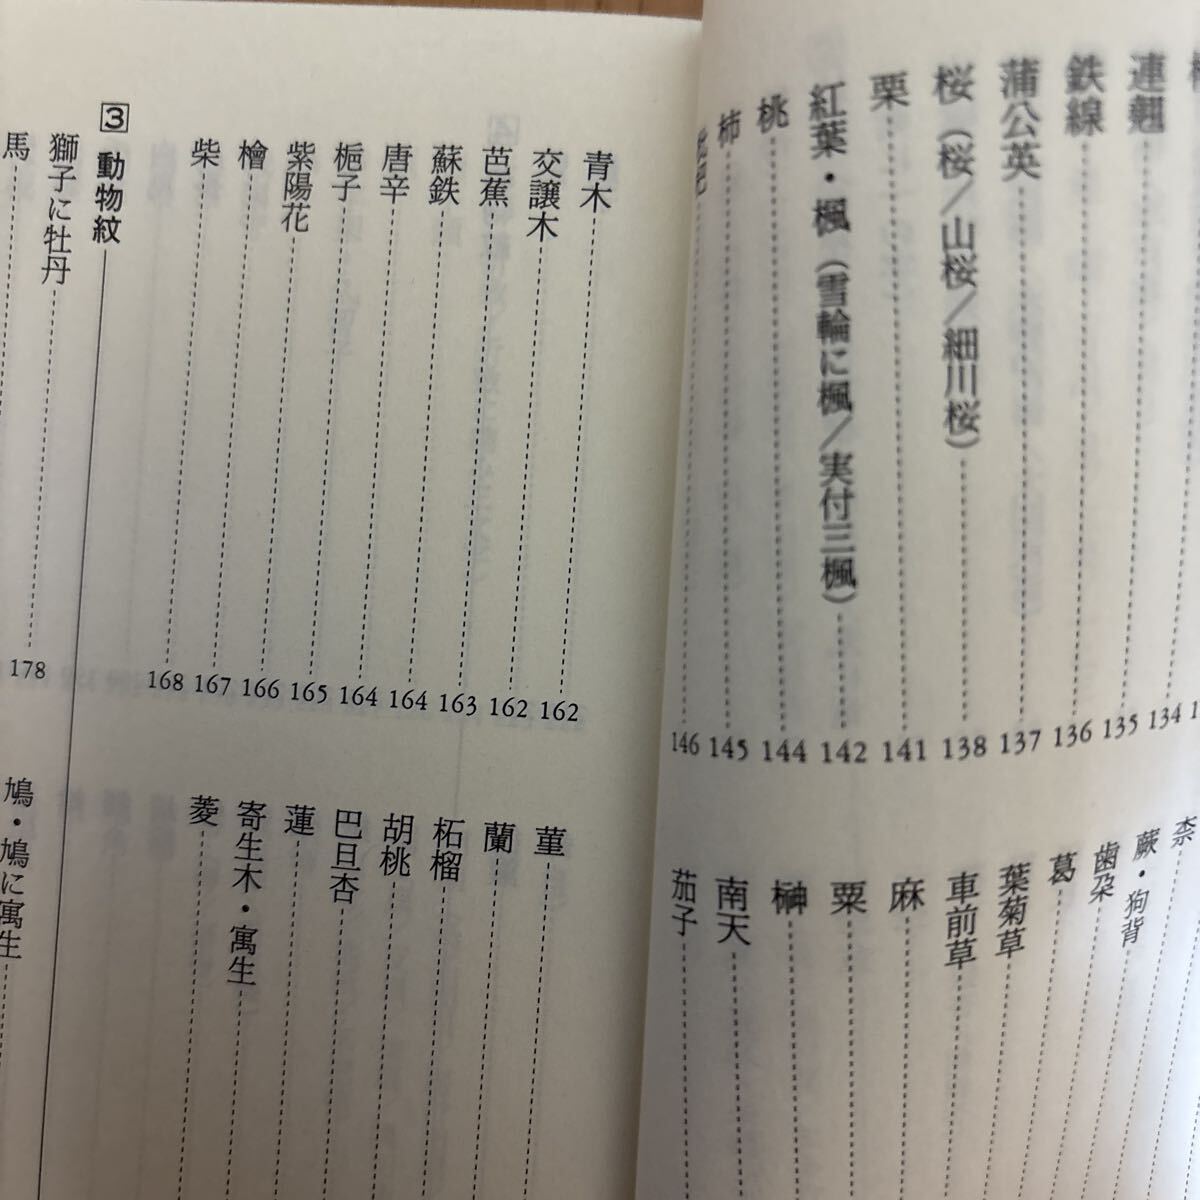 連翹 135
鉄線 136
蒲公英 137
桜（桜／山桜／細川桜） 138
栗 141
紅葉・楓（雪輪に楓／実付三楓） 142
桃 144
柿 145
146
134
蕨・狗背
歯朶
葛
葉菊草
車前草
麻
粟
榊
南天
茄子
青木 162
交譲木 162
芭蕉 163
蘇鉄 164
唐辛 164
梔子 165
紫陽花 166
檜 167
柴 168
菫
蘭
柘榴
胡桃
巴旦杏
蓮
寄生木・寓生
菱
3 動物紋
獅子に牡丹 178
馬
鳩・鳩に寓生